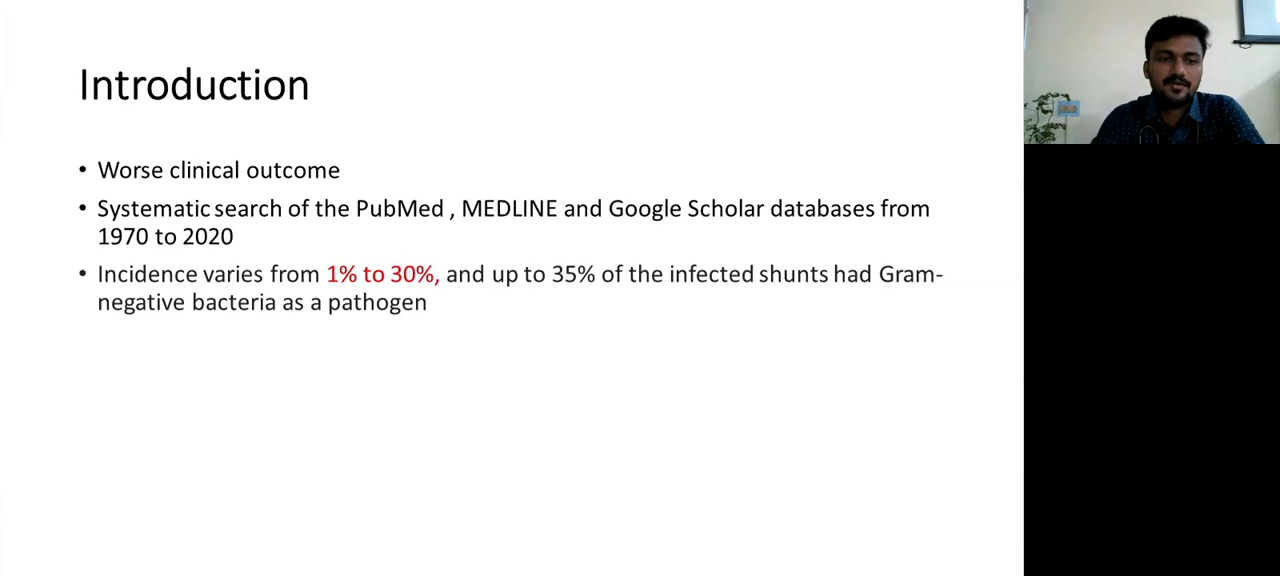 Introduction
• Worse clinical outcome
• Systematic search of the PubMed , MEDLINE and Google Scholar databases from
1970 to 2020
• Incidence varies from 1% to 30%, and up to 35% of the infected shunts had Gram-
negative bacteria as a pathogen